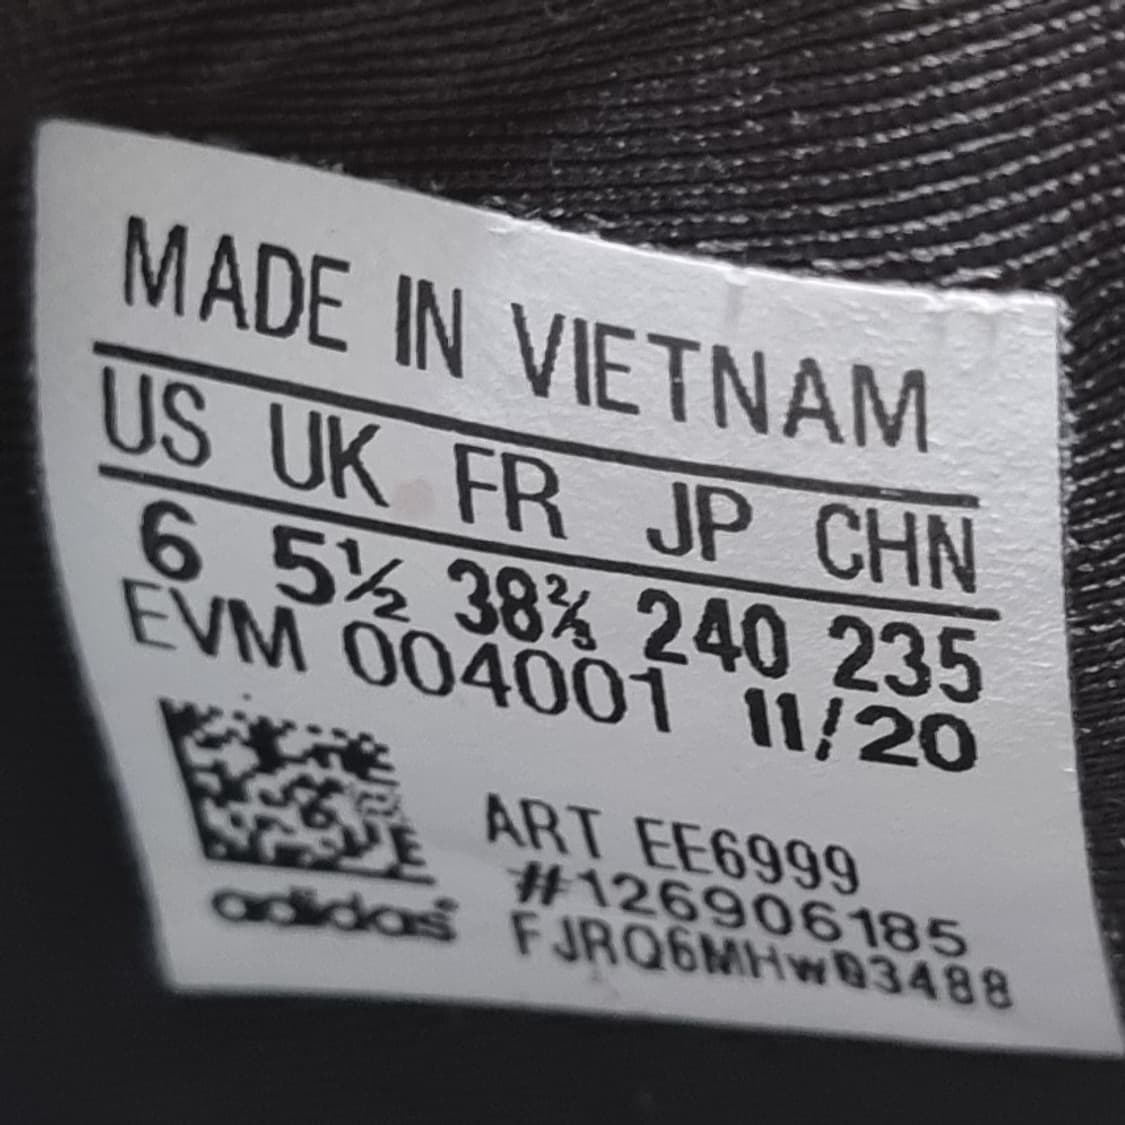 MADE IN VIETNAM
US UK FR JP CHN
6 5½ 38⅔ 240 235
EVM 004001 11/20
ART EE6999
#126906185
FJRQ6MHw03488
adidas